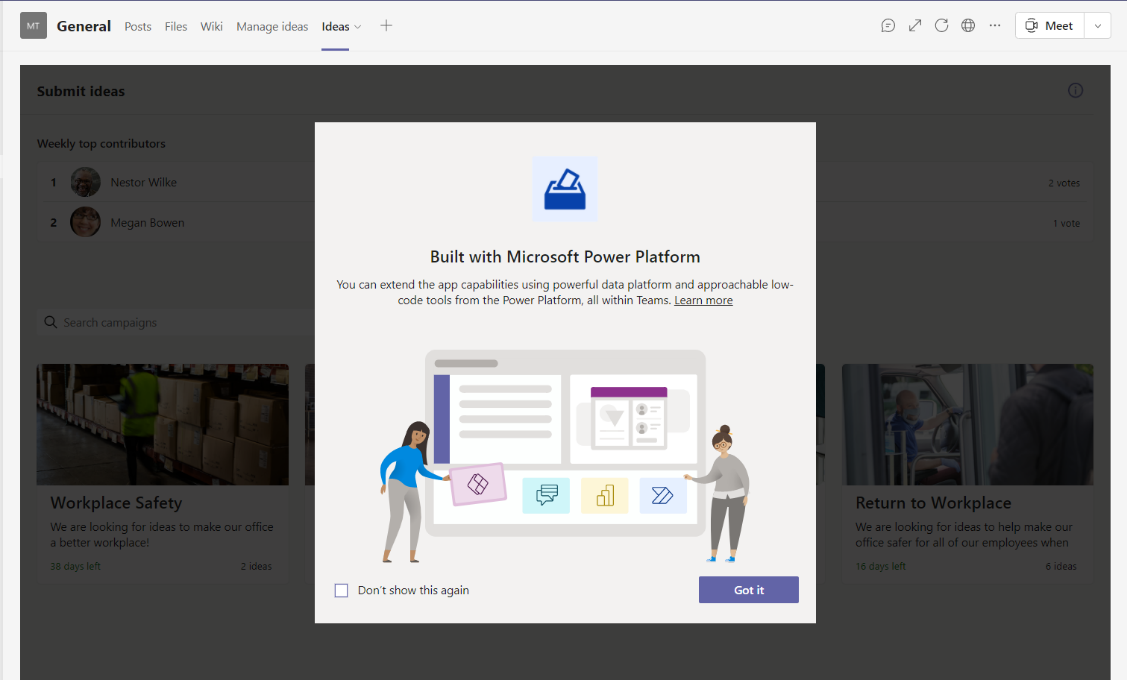 MT
General
Posts
Files
Wiki
Manage ideas
Ideas
Meet
Submit ideas
Weekly top contributors
1 Nestor Wilke 2 votes
2 Megan Bowen 1 vote
Search campaigns
Built with Microsoft Power Platform
You can extend the app capabilities using powerful data platform and approachable low-
code tools from the Power Platform, all within Teams. Learn more
Don't show this again
Got it
Workplace Safety
We are looking for ideas to make our office
a better workplace!
38 days left 2 ideas
Return to Workplace
We are looking for ideas to help make our
office safer for all of our employees when
16 days left 6 ideas